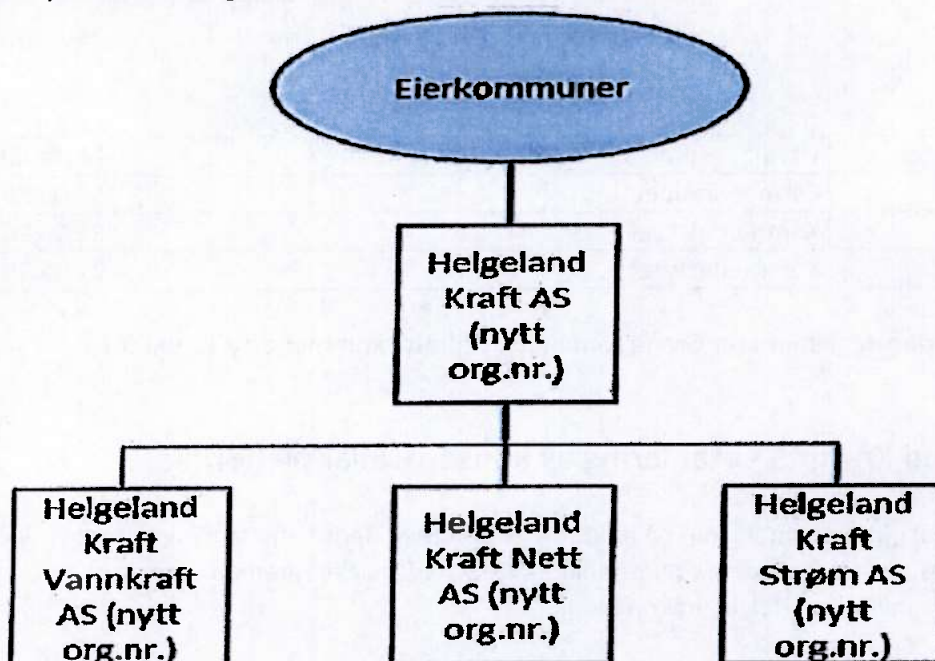 Eierkommuner
Helgeland
Kraft AS
(nytt
org.nr.)
Helgeland
Kraft
Vannkraft
AS (nytt
org.nr.)
Helgeland
Kraft Nett
AS (nytt
org.nr.)
Helgeland
Kraft
Strøm AS
(nytt
org.nr.)